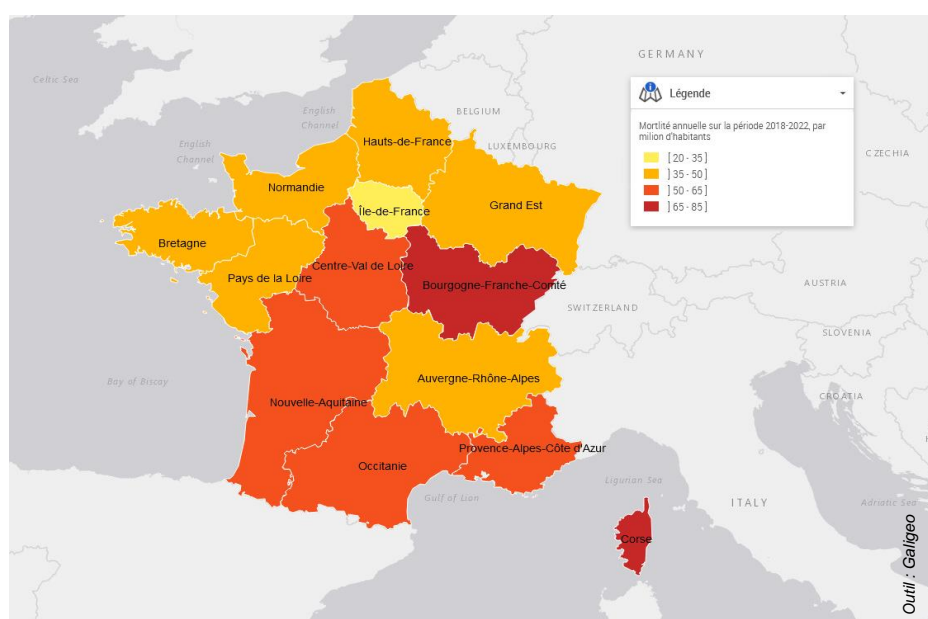 GERMANY
Celtic Sea
Légende
BELGIUM
English
Channel
Mortlité annuelle sur la période 2018-2022, par
milion d'habitants
Hauts-de-France
English
Channel
LUXEMBOURG
CZECHIA
[ 20 - 35 ]
] 35 - 50 ]
Normandie
] 50 - 65 ]
Île-de-France
Grand Est
] 65 - 85 ]
Bretagne
Centre-Val de Loire
Pays de la Loire
Bourgogne-Franche-Comté
AUSTRIA
SWITZERLAND
SLOVENIA
Bay of Biscay
Auvergne-Rhône-Alpes
CROATIA
Nouvelle-Aquitaine
Provence-Alpes-Côte d'Azur
Occitanie
Ligurian Sea
Gulf of Lion
ITALY
Adriatic Sea
Corse
Outil : Galigeo